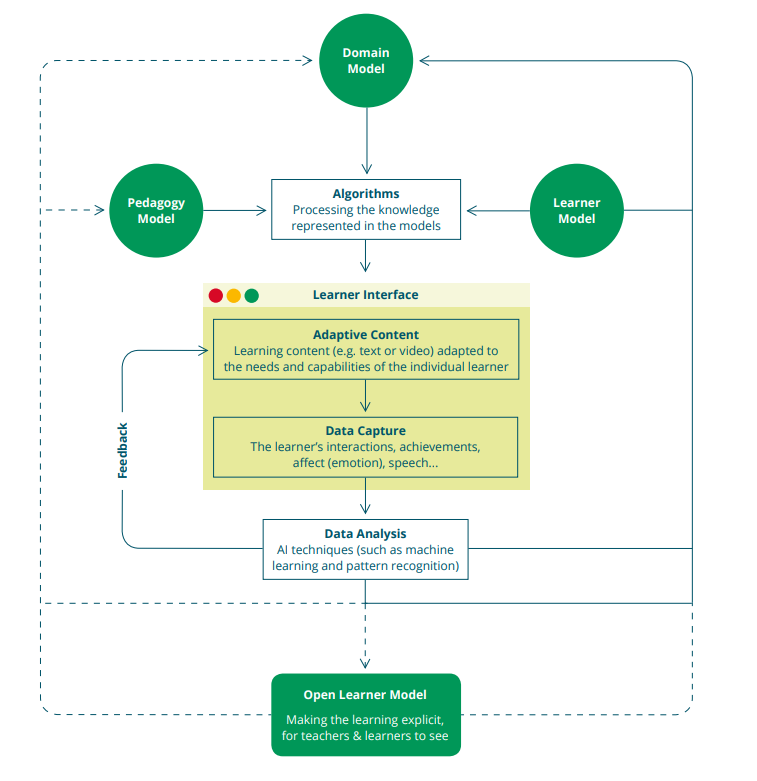 Domain
Model
Pedagogy
Model
Algorithms
Processing the knowledge
represented in the models
Learner
Model
Learner Interface
Adaptive Content
Learning content (e.g. text or video) adapted to
the needs and capabilities of the individual learner
Feedback
Data Capture
The learner’s interactions, achievements,
affect (emotion), speech...
Data Analysis
AI techniques (such as machine
learning and pattern recognition)
Open Learner Model
Making the learning explicit,
for teachers & learners to see